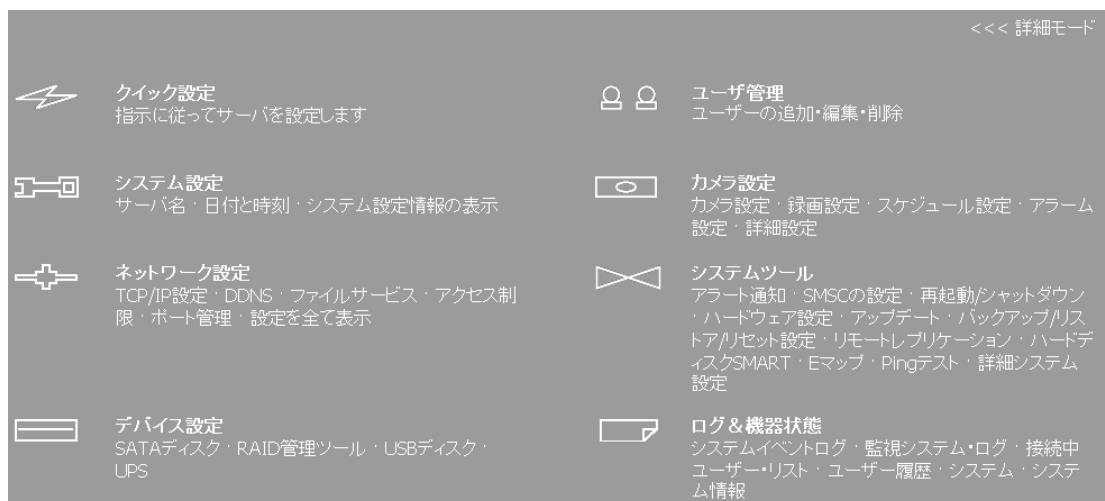 <<< 詳細モード
クイック設定
指示に従ってサーバを設定します
ユーザ管理
ユーザーの追加・編集・削除
システム設定
サーバ名・日付と時刻・システム設定情報の表示
カメラ設定
カメラ設定・録画設定・スケジュール設定・アラーム
設定・詳細設定
ネットワーク設定
TCP/IP設定・DDNS・ファイルサービス・アクセス制
限・ポート管理・設定を全て表示
システムツール
アラート通知・SMSCの設定・再起動/シャットダウン
・ハードウェア設定・アップデート・バックアップ/リス
トア/リセット設定・リモートレプリケーション・ハードデ
ィスクSMART・Eマップ・Pingテスト・詳細システム
設定
デバイス設定
SATAディスク・RAID管理ツール・USBディスク・
UPS
ログ＆機器状態
システムイベントログ・監視システム・ログ・接続中
ユーザー・リスト・ユーザー履歴・システム・システ
ム情報